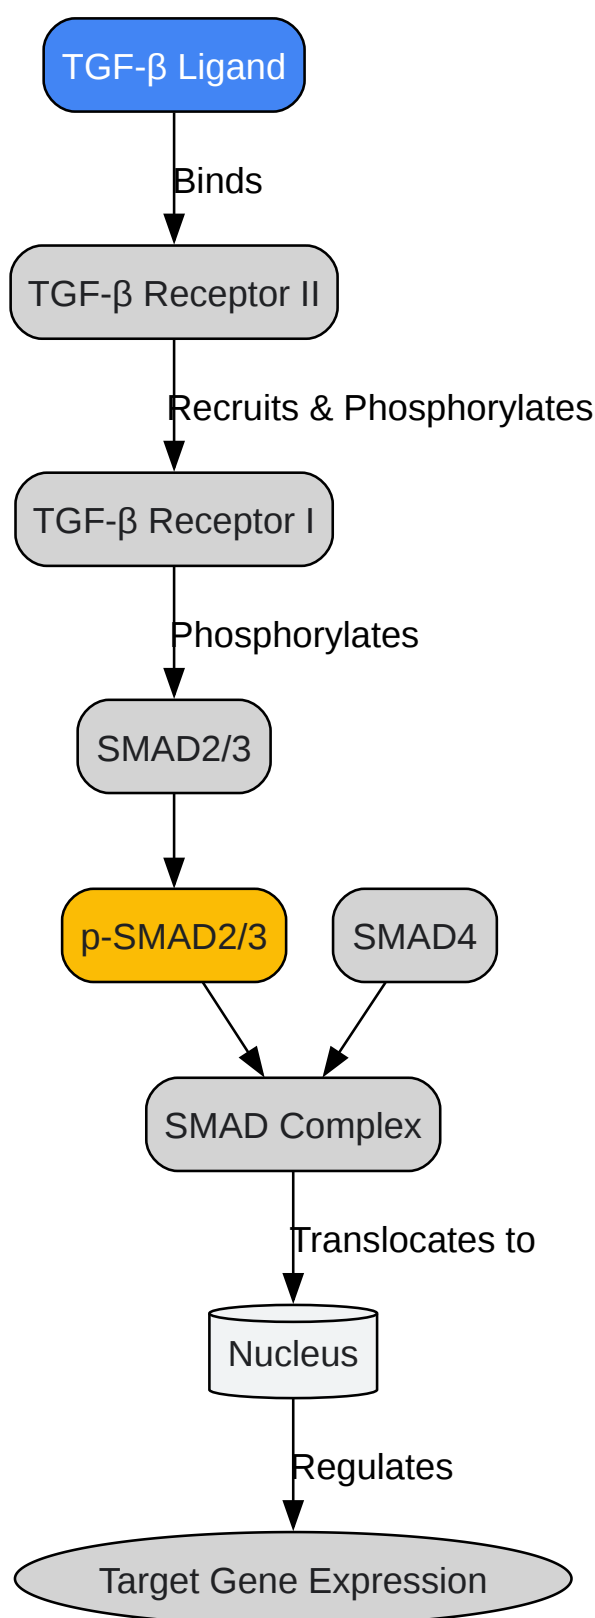 TGF-β Ligand
Binds
TGF-β Receptor II
Recruits & Phosphorylates
TGF-β Receptor I
Phosphorylates
SMAD2/3
p-SMAD2/3
SMAD4
SMAD Complex
Translocates to
Nucleus
Regulates
Target Gene Expression